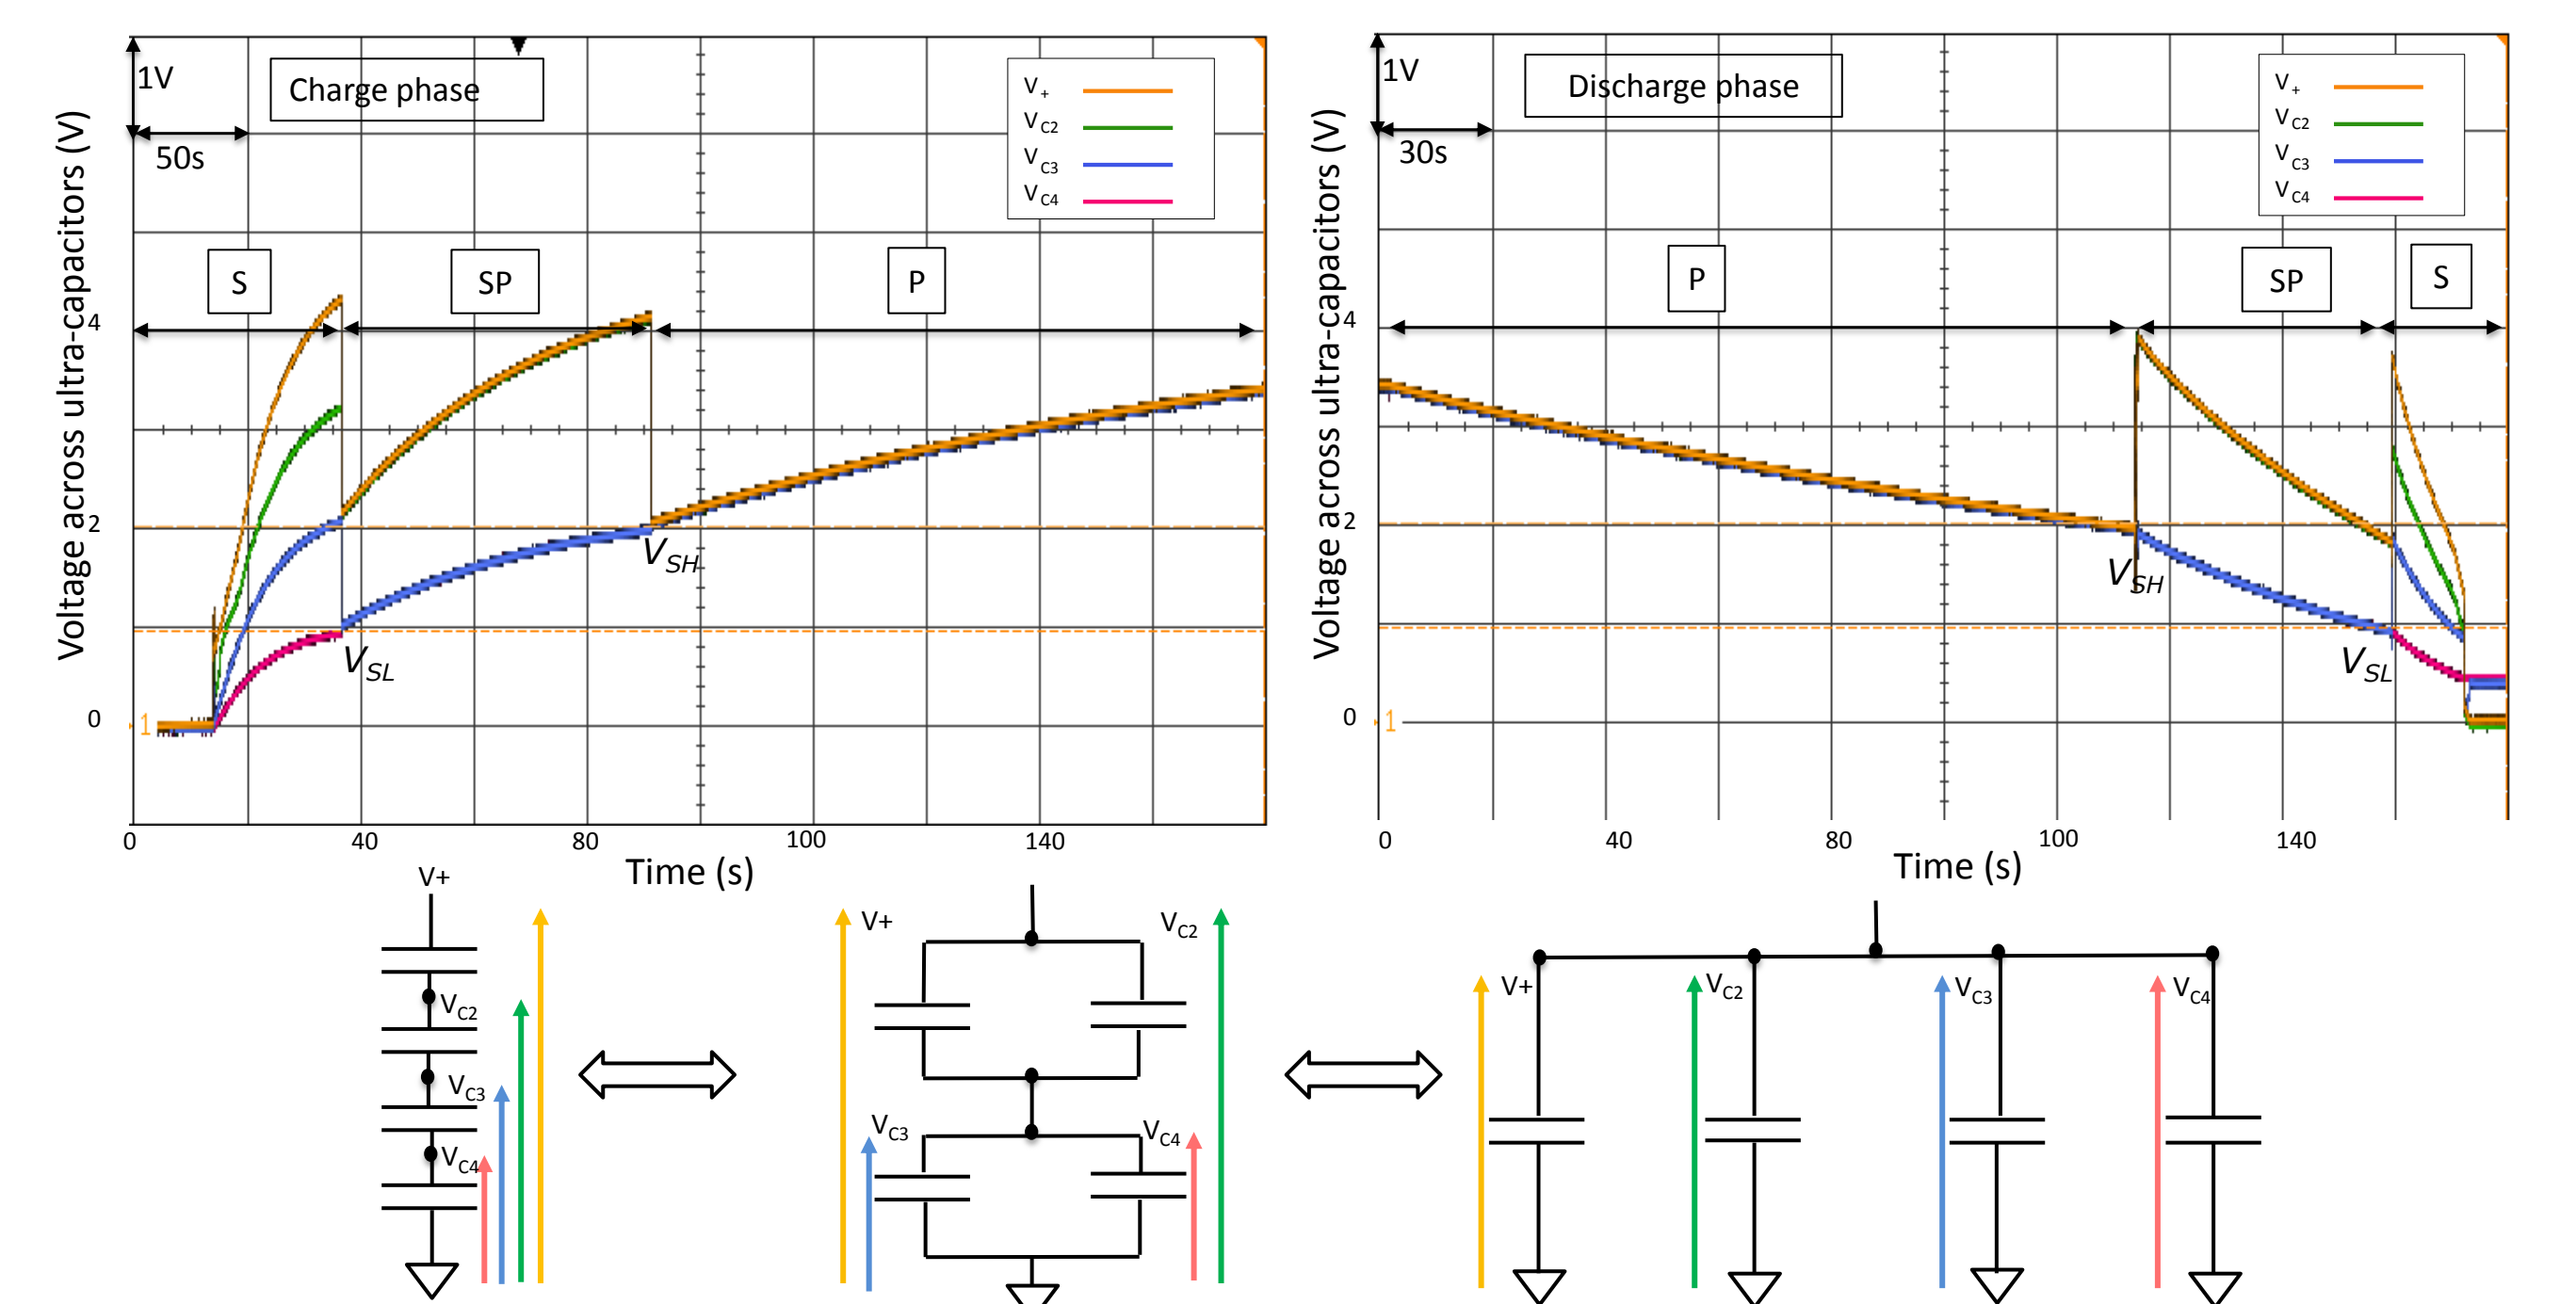 1V
Charge phase
50s
V+
VC2
VC3
VC4
S
SP
P
Voltage across ultra-capacitors (V)
4
2
0
1
VSL
VSH
0
40
80
100
140
Time (s)
1V
Discharge phase
30s
V+
VC2
VC3
VC4
P
SP
S
Voltage across ultra-capacitors (V)
4
2
0
1
VSH
VSL
0
40
80
100
140
Time (s)
V+
VC2
VC3
VC4
V+
VC2
VC3
VC4
V+
VC2
VC3
VC4